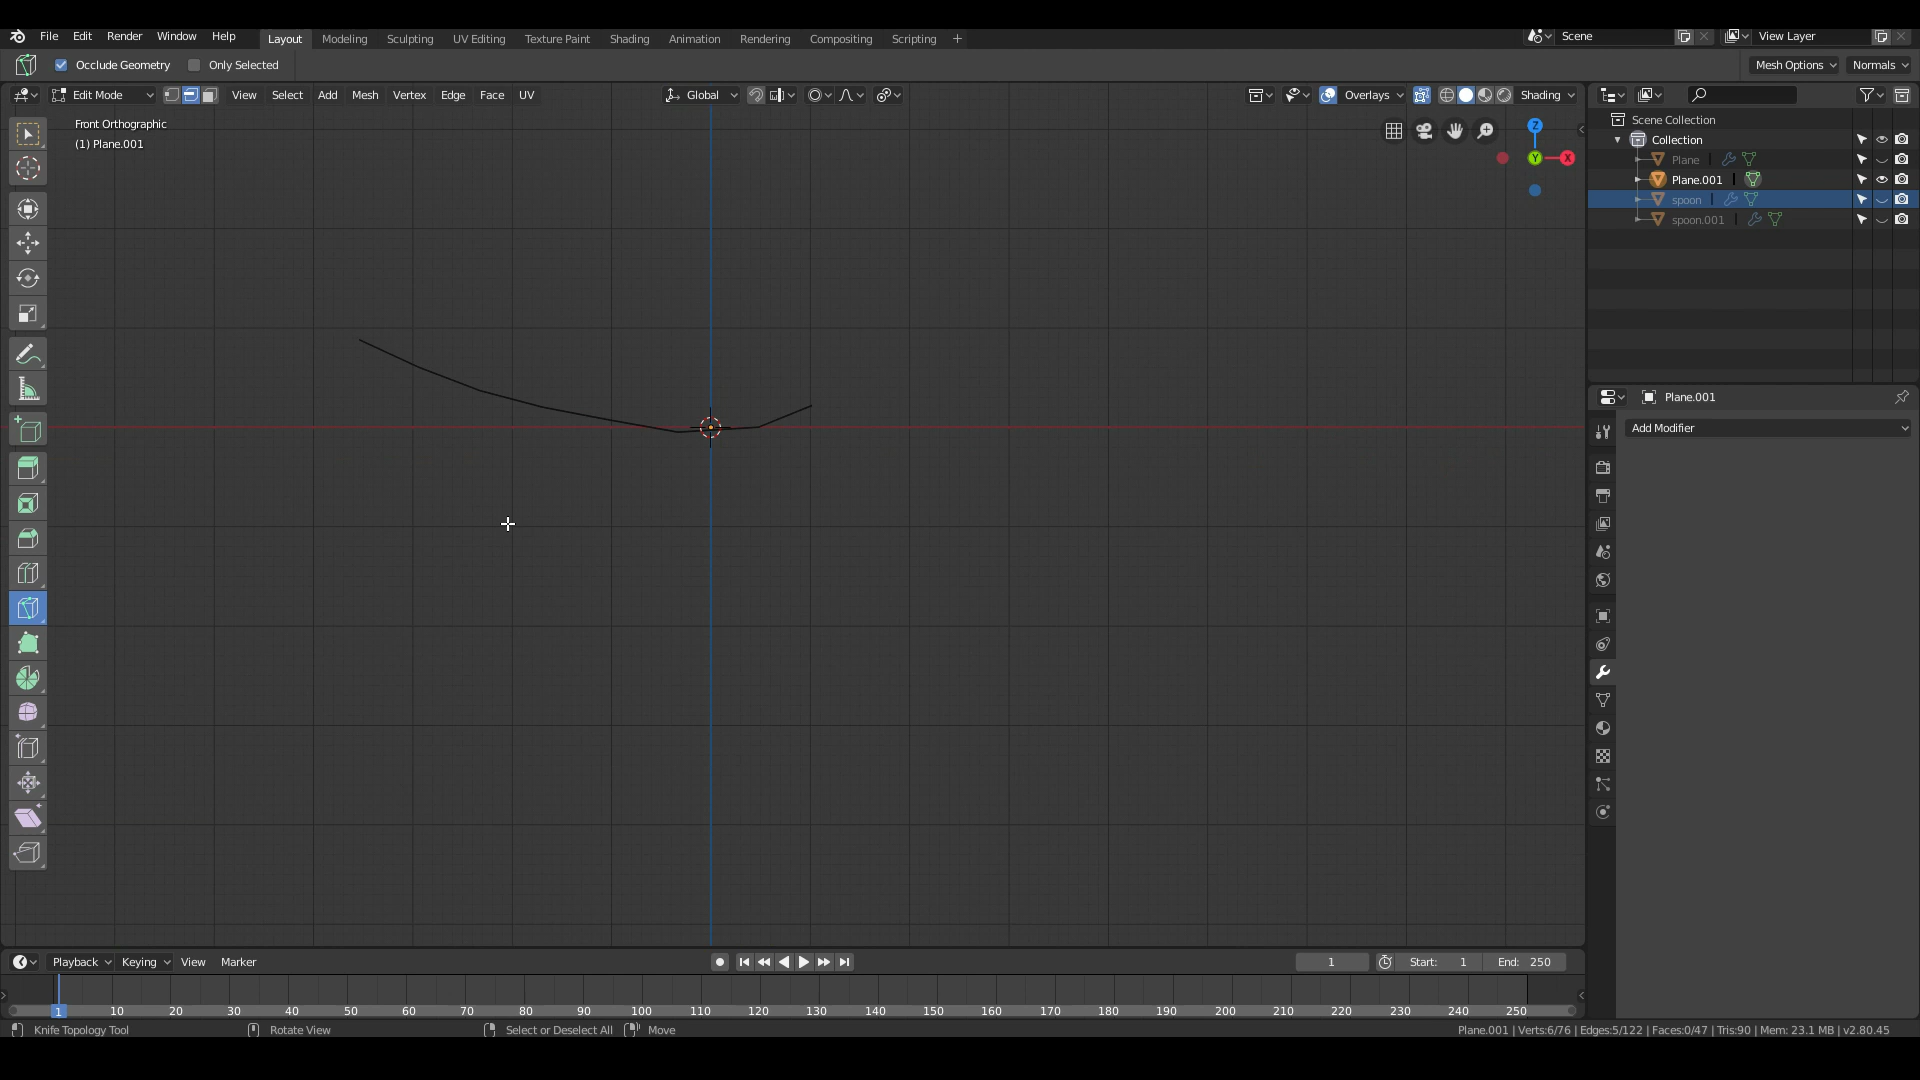 File Edit Render Window Help Layout Modeling Sculpting UV Editing Texture Paint Shading Animation Rendering Compositing Scripting + Scene View Layer
Occlude Geometry Only Selected Mesh Options Normals
Edit Mode View Select Add Mesh Vertex Edge Face UV Global Overlays Shading
Front Orthographic
(1) Plane.001
Z
Y
X
Scene Collection
Collection
Plane
Plane.001
spoon
spoon.001
Plane.001
Add Modifier
Playback Keying View Marker 1 Start: 1 End: 250
1 10 20 30 40 50 60 70 80 90 100 110 120 130 140 150 160 170 180 190 200 210 220 230 240 250
Knife Topology Tool Rotate View Select or Deselect All Move Plane.001 | Verts:6/76 | Edges:5/122 | Faces:0/47 | Tris:90 | Mem: 23.1 MB | v2.80.45